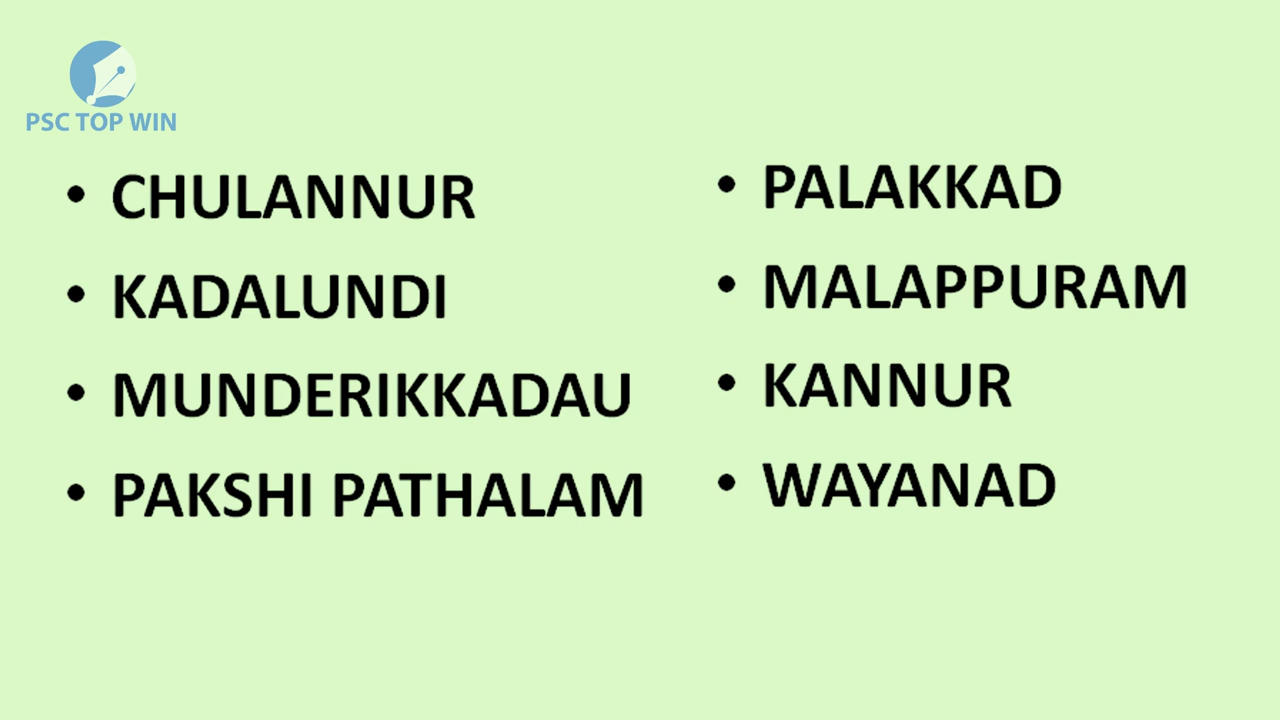 PSC TOP WIN
• CHULANNUR
• KADALUNDI
• MUNDERIKKADAU
• PAKSHI PATHALAM
• PALAKKAD
• MALAPPURAM
• KANNUR
• WAYANAD